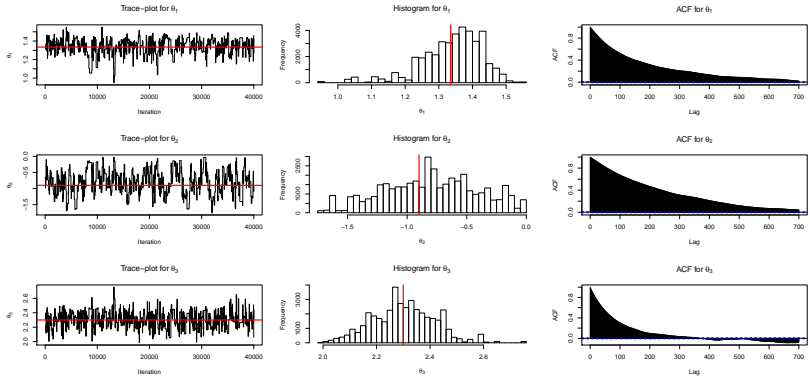 Trace−plot for θ1
Histogram for θ1
ACF for θ1
θ1
1.0 1.2 1.4
0 10000 20000 30000 40000
Iteration
Frequency
0 2000 4000
1.0 1.1 1.2 1.3 1.4 1.5
θ1
ACF
0.0 0.4 0.8
0 100 200 300 400 500 600 700
Lag
Trace−plot for θ2
Histogram for θ2
ACF for θ2
θ2
−1.5 −0.5 0.0
0 10000 20000 30000 40000
Iteration
Frequency
0 1000 2500
−1.5 −1.0 −0.5 0.0
θ2
ACF
0.0 0.4 0.8
0 100 200 300 400 500 600 700
Lag
Trace−plot for θ3
Histogram for θ3
ACF for θ3
θ3
2.0 2.2 2.4 2.6
0 10000 20000 30000 40000
Iteration
Frequency
0 1000 3000
2.0 2.2 2.4 2.6
θ3
ACF
0.0 0.4 0.8
0 100 200 300 400 500 600 700
Lag